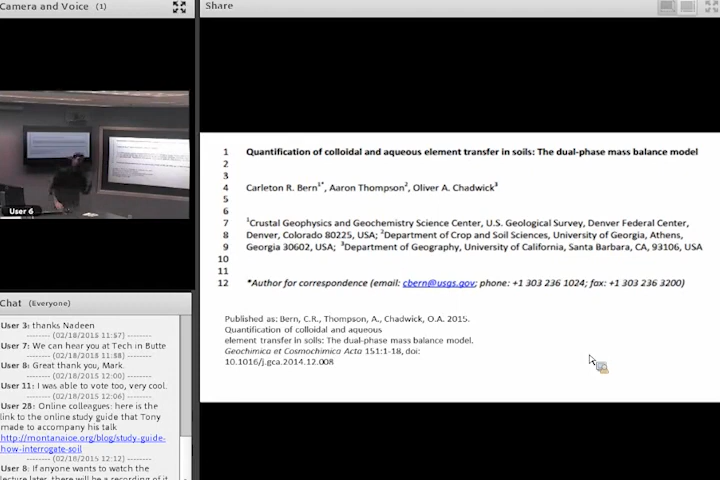 Camera and Voice (1)
Share
User 6
Chat (Everyone)
User 3: thanks Nadeen
-------- (02/18/2015 11:57) --------
User 7: We can hear you at Tech in Butte
-------- (02/18/2015 11:58) --------
User 8: Great thank you, Mark.
-------- (02/18/2015 12:00) --------
User 11: I was able to vote too, very cool.
-------- (02/18/2015 12:06) --------
User 28: Online colleugues: here is the
link to the online study guide that Tony
made to accompany his talk
http://montanaioe.org/blog/study-guide-
how-interrogate-soil
-------- (02/18/2015 12:12) --------
User 8: If anyone wants to watch the
lecture later, there will be a recording of it
1 Quantification of colloidal and aqueous element transfer in soils: The dual-phase mass balance model
2
3
4 Carleton R. Bern1*, Aaron Thompson2, Oliver A. Chadwick3
5
6
7 1Crustal Geophysics and Geochemistry Science Center, U.S. Geological Survey, Denver Federal Center,
8 Denver, Colorado 80225, USA; 2Department of Crop and Soil Sciences, University of Georgia, Athens,
9 Georgia 30602, USA; 3Department of Geography, University of California, Santa Barbara, CA, 93106, USA
10
11
12 *Author for correspondence (email: cbern@usgs.gov; phone: +1 303 236 1024; fax: +1 303 236 3200)
Published as: Bern, C.R., Thompson, A., Chadwick, O.A. 2015.
Quantification of colloidal and aqueous
element transfer in soils: The dual-phase mass balance model.
Geochimica et Cosmochimica Acta 151:1-18, doi:
10.1016/j.gca.2014.12.008